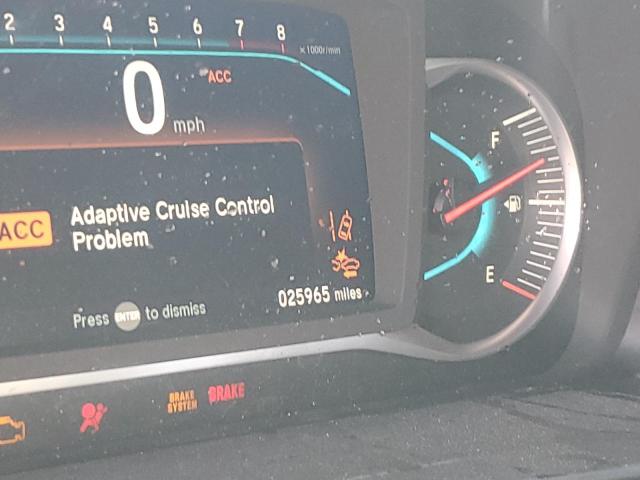 2 3 4 5 6 7 8
x1000r/min
ACC
0 mph
F
ACC
Adaptive Cruise Control
Problem
E
025965 miles
Press ENTER to dismiss
BRAKE BRAKE
SYSTEM